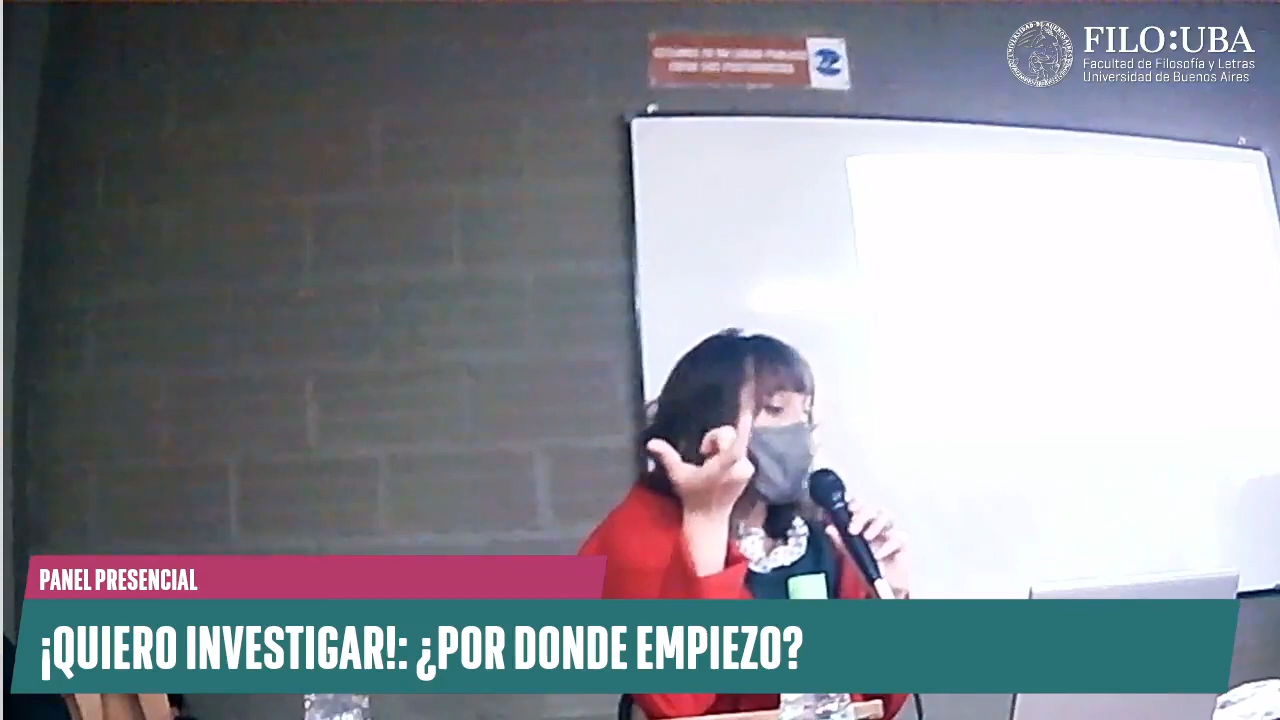 FILO:UBA
Facultad de Filosofía y Letras
Universidad de Buenos Aires
PANEL PRESENCIAL
¡QUIERO INVESTIGAR!: ¿POR DONDE EMPIEZO?